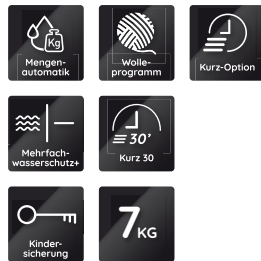 Kg
Mengen-
automatik
Wolle-
programm
Kurz-Option
Mehrfach-
wasserschutz+
30'
Kurz 30
Kinder-
sicherung
7KG